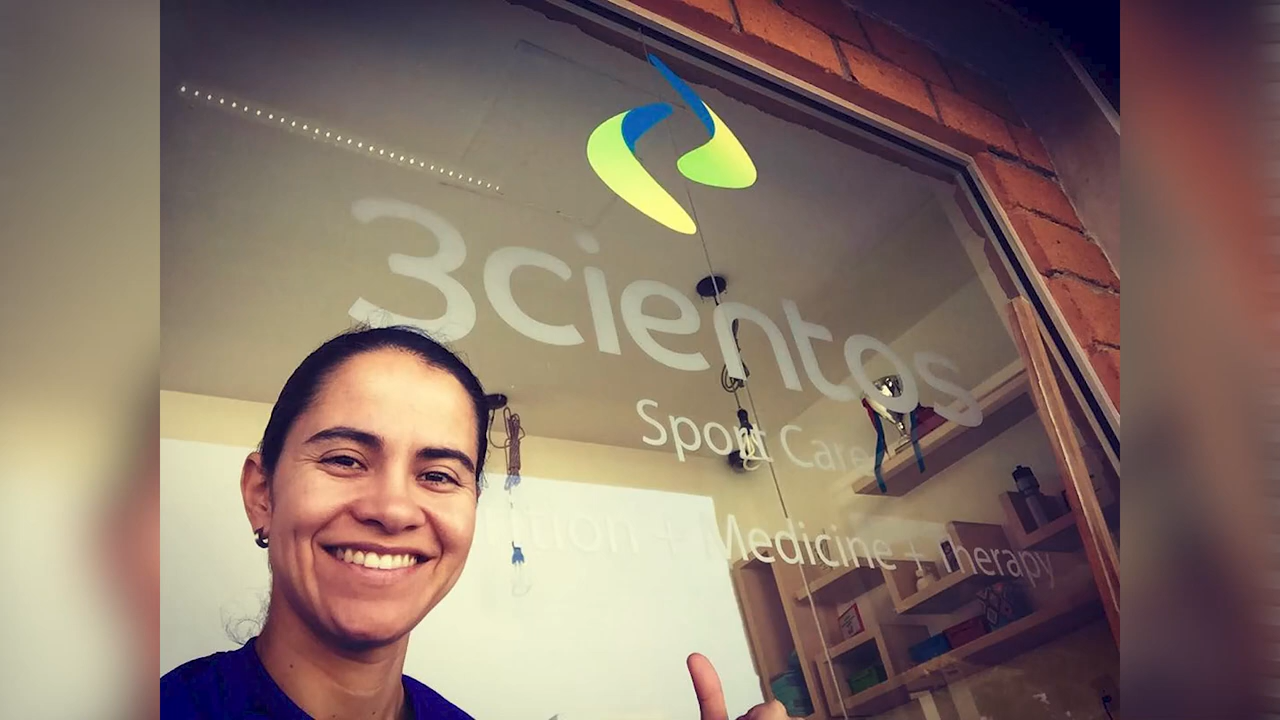 3cientos
Sport Care
+ Medicine + Therapy